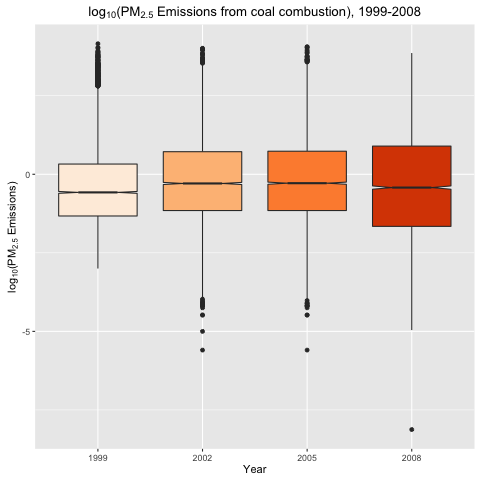 log₁₀(PM₂.₅ Emissions from coal combustion), 1999-2008
log₁₀(PM₂.₅ Emissions)
0
-5
1999 2002 2005 2008
Year